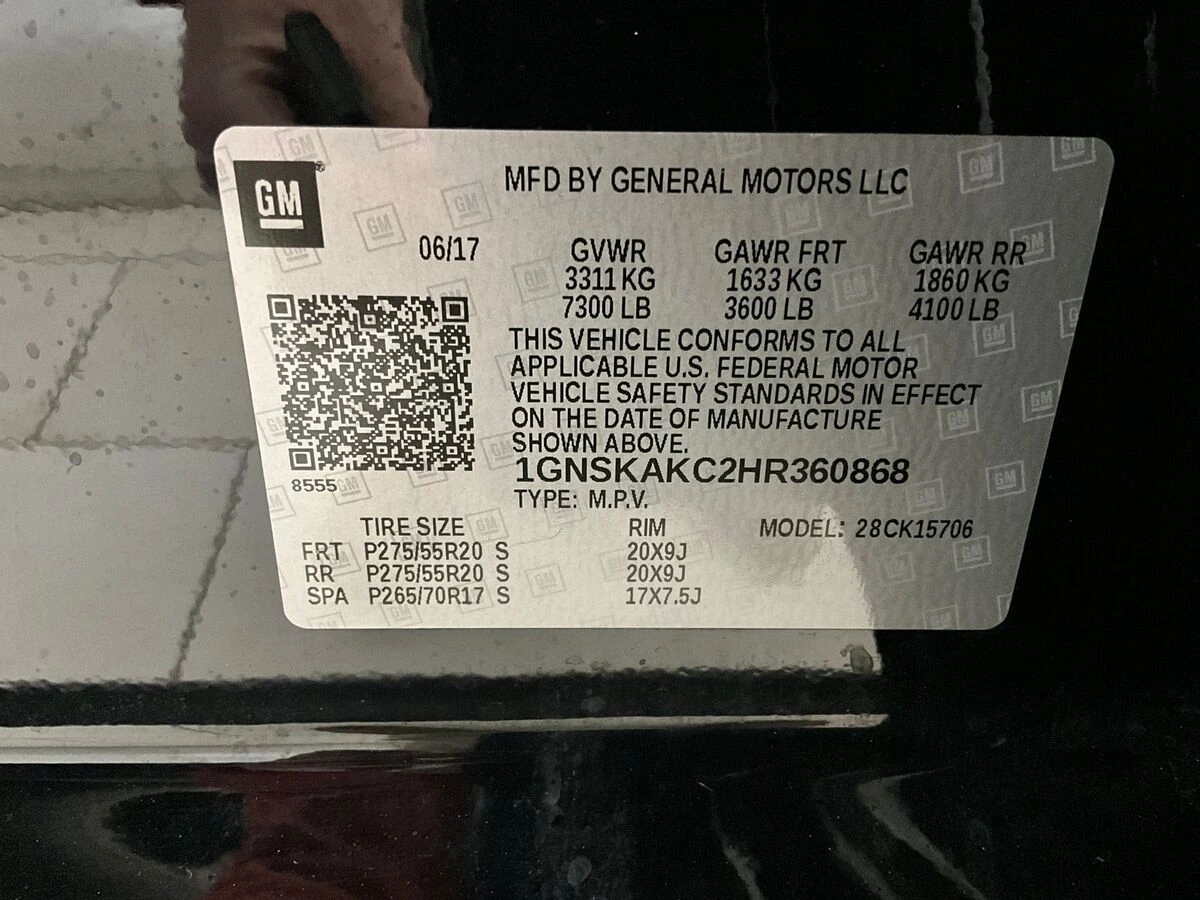 GM
MFD BY GENERAL MOTORS LLC
06/17 GVWR GAWR FRT GAWR RR
3311 KG 1633 KG 1860 KG
7300 LB 3600 LB 4100 LB
THIS VEHICLE CONFORMS TO ALL
APPLICABLE U.S. FEDERAL MOTOR
VEHICLE SAFETY STANDARDS IN EFFECT
ON THE DATE OF MANUFACTURE
SHOWN ABOVE.
8555 1GNSKAKC2HR360868
TYPE: M.P.V.
TIRE SIZE RIM MODEL: 28CK15706
FRT P275/55R20 S 20X9J
RR P275/55R20 S 20X9J
SPA P265/70R17 S 17X7.5J